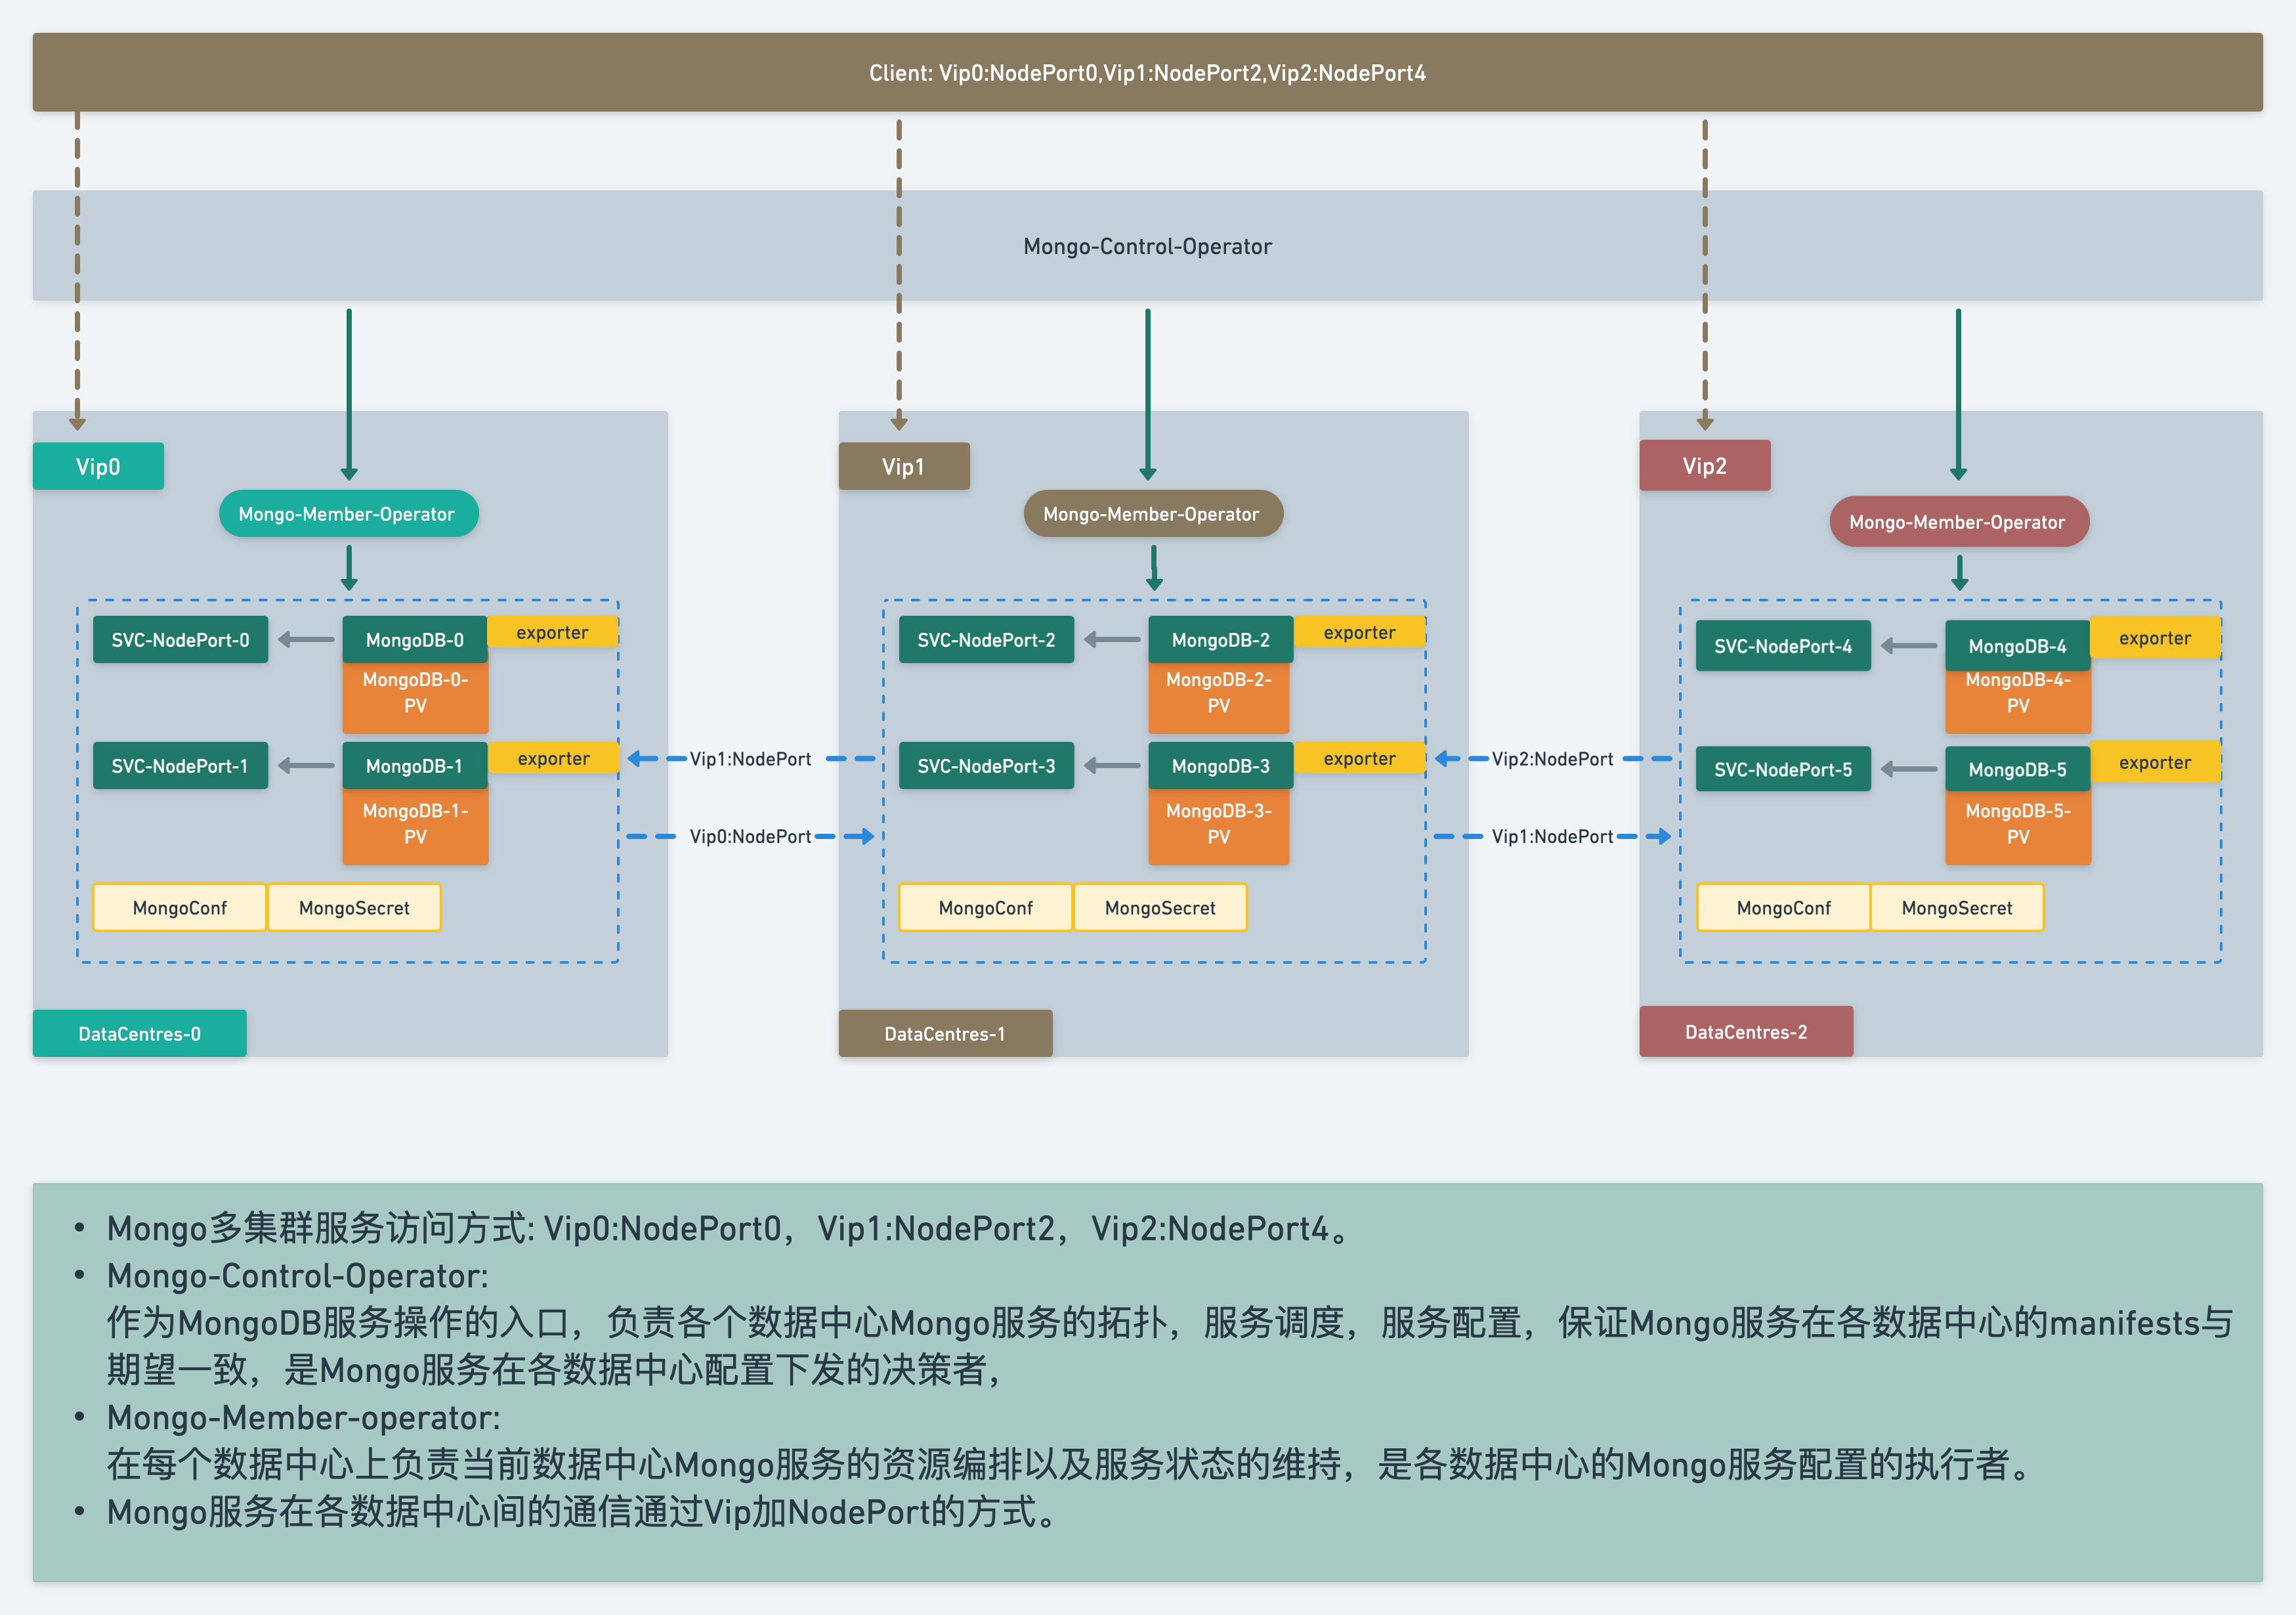 Client: Vip0:NodePort0,Vip1:NodePort2,Vip2:NodePort4
Mongo-Control-Operator
Vip0
Mongo-Member-Operator
SVC-NodePort-0
MongoDB-0
exporter
MongoDB-0-
PV
SVC-NodePort-1
MongoDB-1
exporter
MongoDB-1-
PV
MongoConf
MongoSecret
DataCentres-0
Vip1:NodePort
Vip0:NodePort
Vip1
Mongo-Member-Operator
SVC-NodePort-2
MongoDB-2
exporter
MongoDB-2-
PV
SVC-NodePort-3
MongoDB-3
exporter
MongoDB-3-
PV
MongoConf
MongoSecret
DataCentres-1
Vip2:NodePort
Vip1:NodePort
Vip2
Mongo-Member-Operator
SVC-NodePort-4
MongoDB-4
exporter
MongoDB-4-
PV
SVC-NodePort-5
MongoDB-5
exporter
MongoDB-5-
PV
MongoConf
MongoSecret
DataCentres-2
• Mongo多集群服务访问方式: Vip0:NodePort0，Vip1:NodePort2，Vip2:NodePort4。
• Mongo-Control-Operator:
作为MongoDB服务操作的入口，负责各个数据中心Mongo服务的拓扑，服务调度，服务配置，保证Mongo服务在各数据中心的manifests与
期望一致，是Mongo服务在各数据中心配置下发的决策者，
• Mongo-Member-operator:
在每个数据中心上负责当前数据中心Mongo服务的资源编排以及服务状态的维持，是各数据中心的Mongo服务配置的执行者。
• Mongo服务在各数据中心间的通信通过Vip加NodePort的方式。